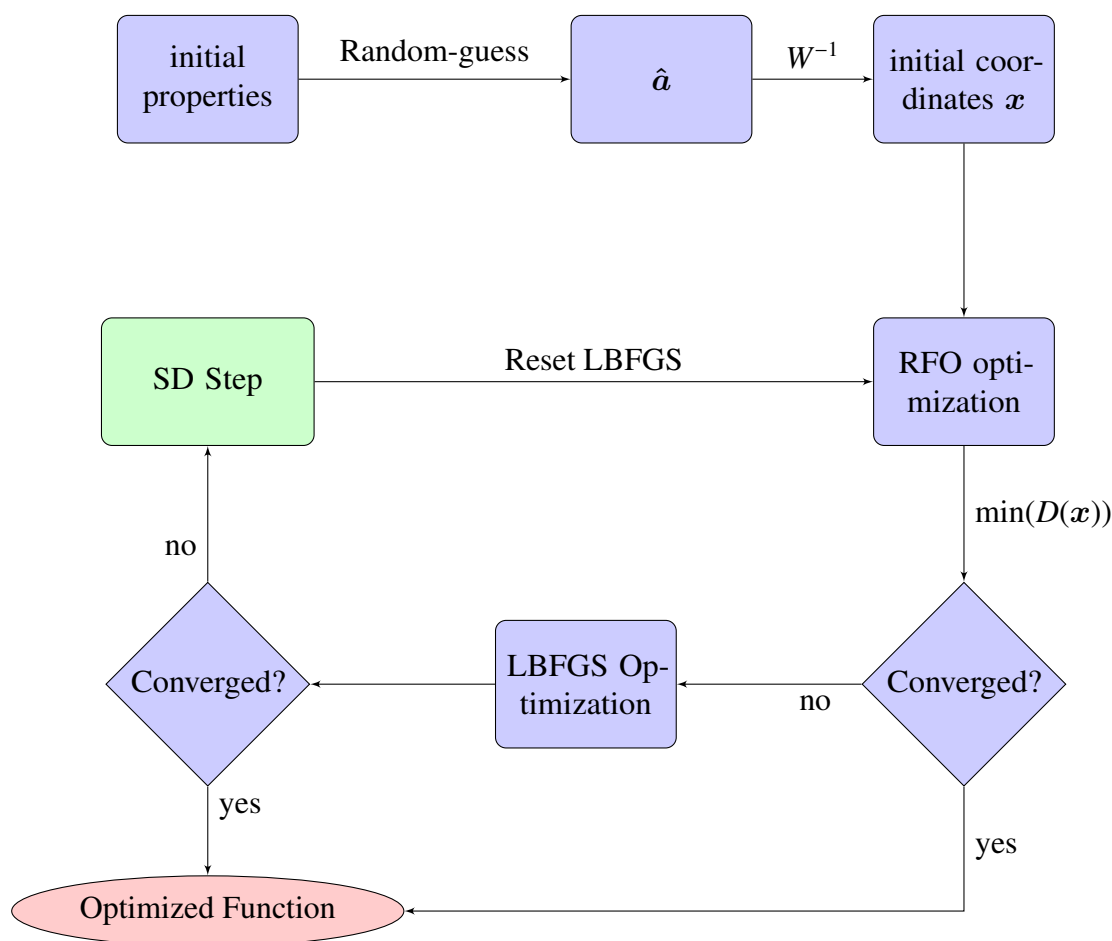 initial
properties
Random-guess
â
W⁻¹
initial coor-
dinates x
SD Step
Reset LBFGS
RFO opti-
mization
min(D(x))
no
Converged?
LBFGS Op-
timization
no
Converged?
yes
yes
Optimized Function